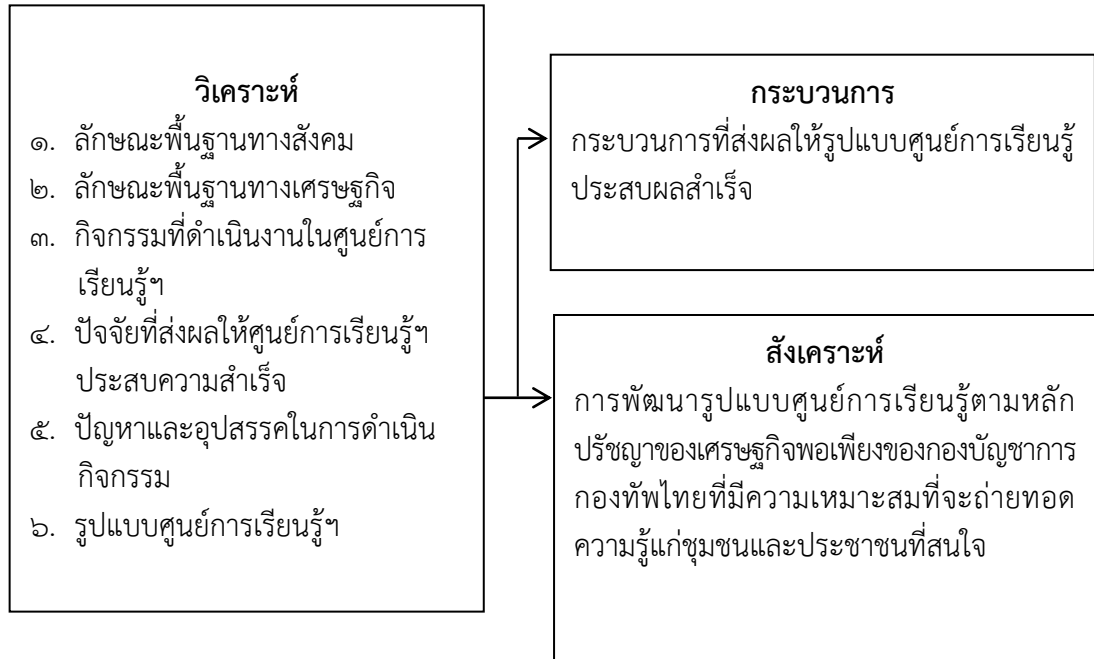 วิเคราะห์
๑. ลักษณะพื้นฐานทางสังคม
๒. ลักษณะพื้นฐานทางเศรษฐกิจ
๓. กิจกรรมที่ดำเนินงานในศูนย์การ
เรียนรู้ฯ
๔. ปัจจัยที่ส่งผลให้ศูนย์การเรียนรู้ฯ
ประสบความสำเร็จ
๕. ปัญหาและอุปสรรคในการดำเนิน
กิจกรรม
๖. รูปแบบศูนย์การเรียนรู้ฯ
กระบวนการ
กระบวนการที่ส่งผลให้รูปแบบศูนย์การเรียนรู้
ประสบผลสำเร็จ
สังเคราะห์
การพัฒนารูปแบบศูนย์การเรียนรู้ตามหลัก
ปรัชญาของเศรษฐกิจพอเพียงของกองบัญชาการ
กองทัพไทยที่มีความเหมาะสมที่จะถ่ายทอด
ความรู้แก่ชุมชนและประชาชนที่สนใจ